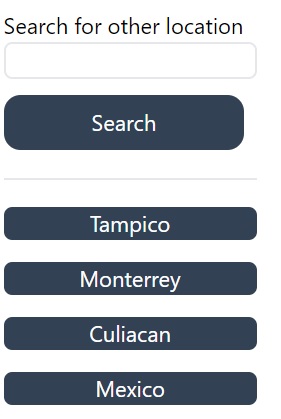 Search for other location
Search
Tampico
Monterrey
Culiacan
Mexico